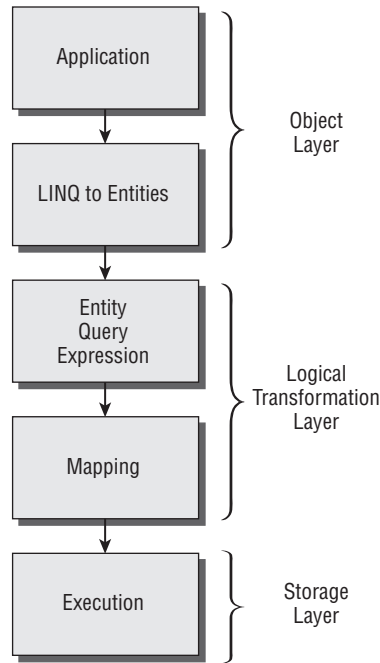 Application
LINQ to Entities
Object
Layer
Entity
Query
Expression
Mapping
Logical
Transformation
Layer
Execution
Storage
Layer